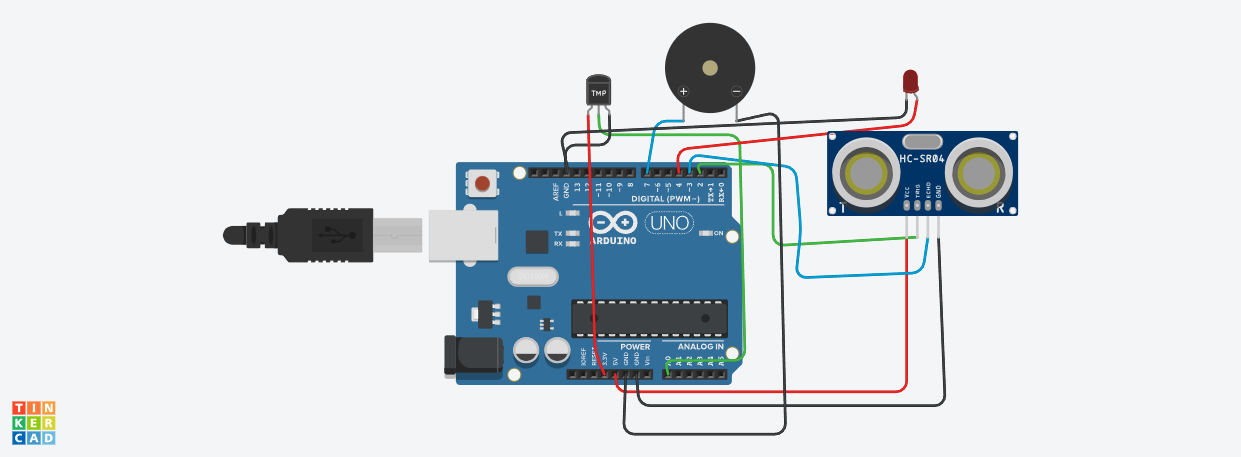 TMP
+
−
HC-SR04
VCC
TRIG
ECHO
GND
T
R
AREF
GND
13
12
~11
~10
~9
8
7
~6
~5
4
~3
2
TX→1
RX←0
DIGITAL (PWM~)
L
TX
RX
UNO
ARDUINO
ON
POWER
ANALOG IN
IOREF
RESET
3.3V
5V
GND
GND
Vin
A0
A1
A2
A3
A4
A5
TIN
KER
CAD